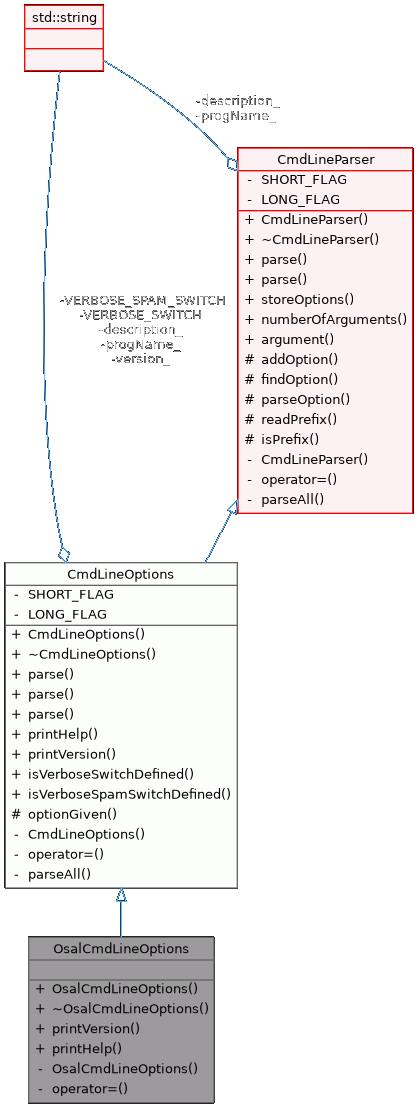 std::string
-description_
-progName_
CmdLineParser
- SHORT_FLAG
- LONG_FLAG
+ CmdLineParser()
+ ~CmdLineParser()
+ parse()
+ parse()
+ storeOptions()
+ numberOfArguments()
+ argument()
# addOption()
# findOption()
# parseOption()
# readPrefix()
# isPrefix()
- CmdLineParser()
- operator=()
- parseAll()
-VERBOSE_SPAM_SWITCH
-VERBOSE_SWITCH
-description_
-progName_
-version_
CmdLineOptions
- SHORT_FLAG
- LONG_FLAG
+ CmdLineOptions()
+ ~CmdLineOptions()
+ parse()
+ parse()
+ parse()
+ printHelp()
+ printVersion()
+ isVerboseSwitchDefined()
+ isVerboseSpamSwitchDefined()
# optionGiven()
- CmdLineOptions()
- operator=()
- parseAll()
OsalCmdLineOptions
+ OsalCmdLineOptions()
+ ~OsalCmdLineOptions()
+ printVersion()
+ printHelp()
- OsalCmdLineOptions()
- operator=()